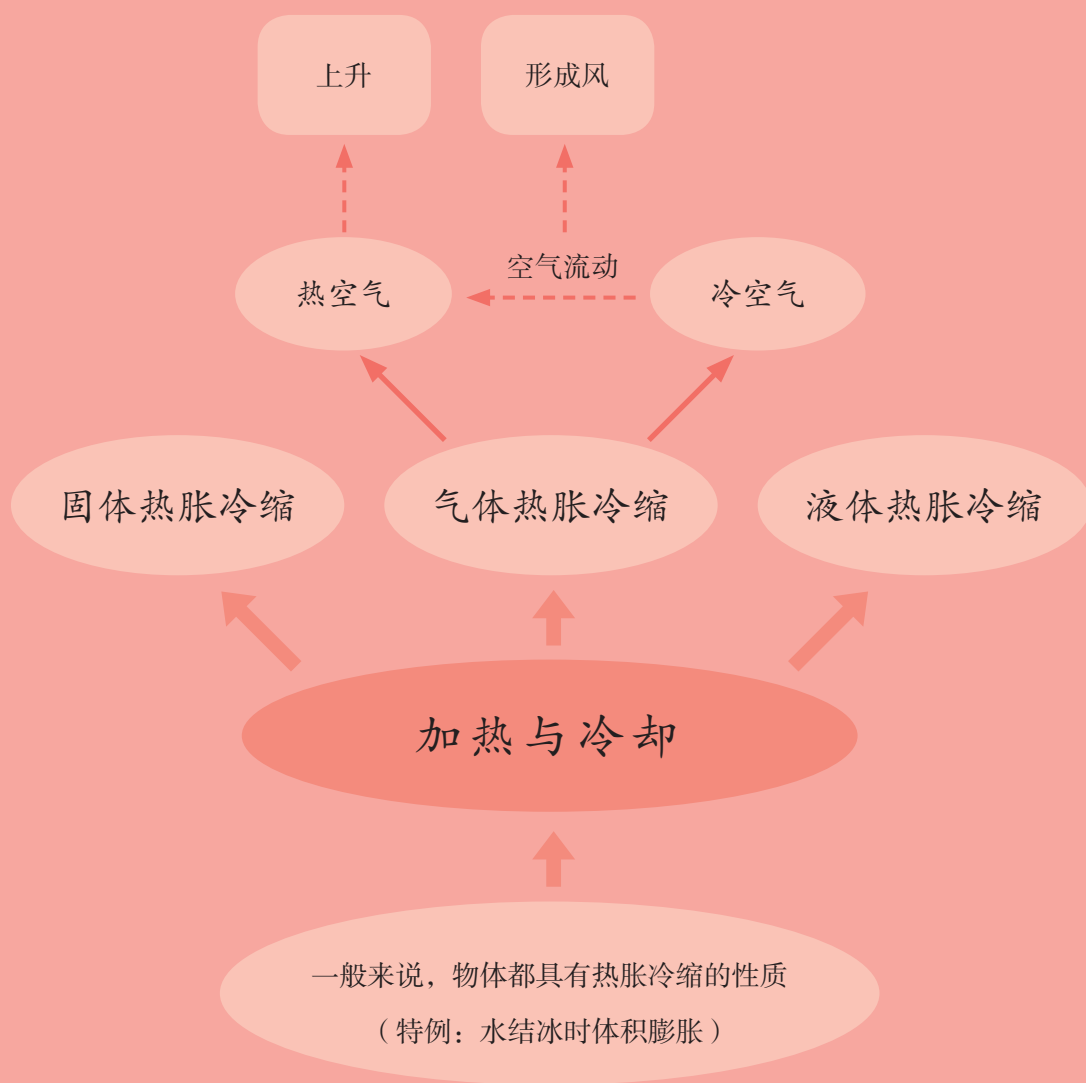 上升
形成风
空气流动
热空气
冷空气
固体热胀冷缩
气体热胀冷缩
液体热胀冷缩
加热与冷却
一般来说，物体都具有热胀冷缩的性质
（特例：水结冰时体积膨胀）